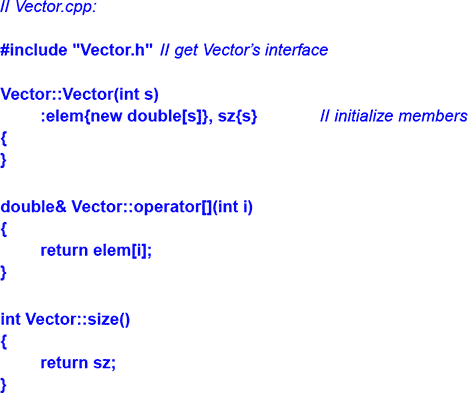 // Vector.cpp:
#include "Vector.h" // get Vector’s interface
Vector::Vector(int s)
:elem{new double[s]}, sz{s} // initialize members
{
}
double& Vector::operator[](int i)
{
return elem[i];
}
int Vector::size()
{
return sz;
}